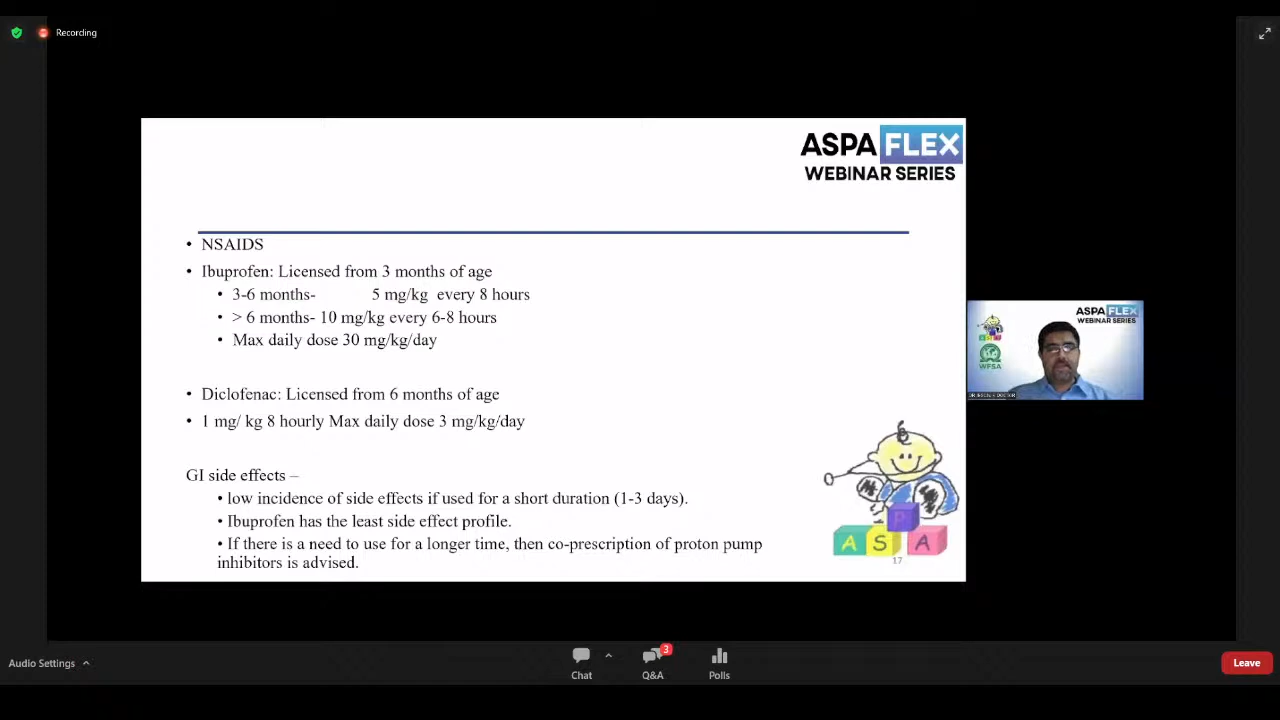 Recording
ASPA FLEX
WEBINAR SERIES
• NSAIDS
• Ibuprofen: Licensed from 3 months of age
• 3-6 months- 5 mg/kg every 8 hours
• > 6 months- 10 mg/kg every 6-8 hours
• Max daily dose 30 mg/kg/day
• Diclofenac: Licensed from 6 months of age
• 1 mg/ kg 8 hourly Max daily dose 3 mg/kg/day
GI side effects –
• low incidence of side effects if used for a short duration (1-3 days).
• Ibuprofen has the least side effect profile.
• If there is a need to use for a longer time, then co-prescription of proton pump
inhibitors is advised.
P
A S A
17
ASPA FLEX
WEBINAR SERIES
WFSA
Audio Settings
Chat
3
Q&A
Polls
Leave